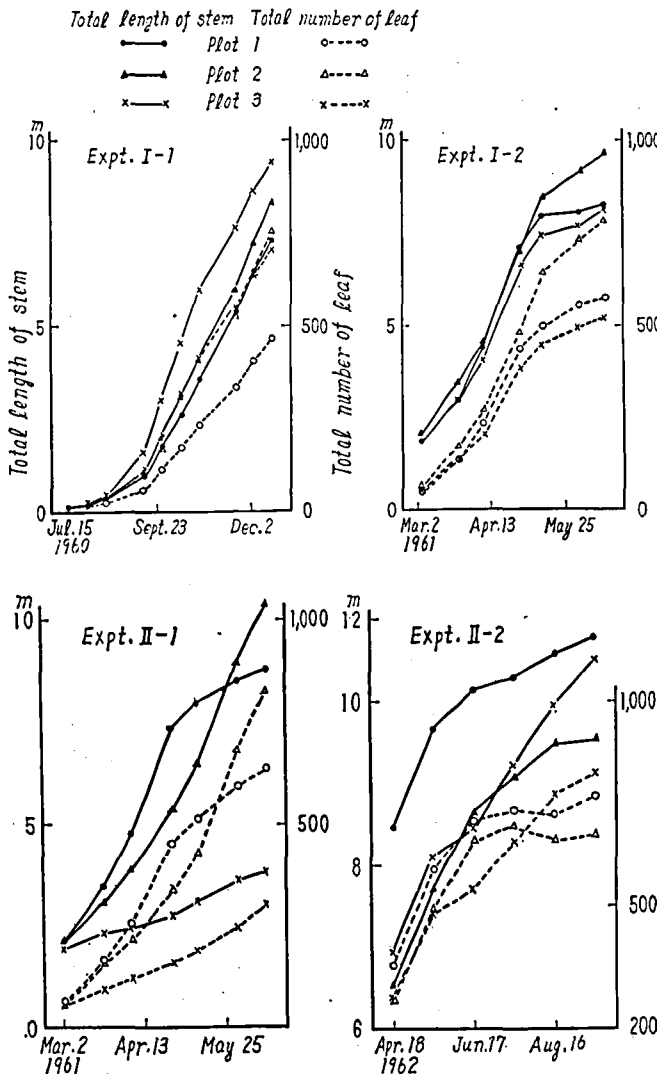 Total length of stem Total number of leaf
Plot 1
Plot 2
Plot 3
m
10
5
0
Total length of stem
Expt. I-1
1,000
500
0
Total number of leaf
Jul.15 Sept.23 Dec.2
1960
m
10
5
0
Expt. I-2
1,000
500
0
Mar.2 Apr.13 May 25
1961
m
10
5
.0
Expt. II-1
1,000
500
0
Mar.2 Apr.13 May 25
1961
m
12
10
8
6
Expt. II-2
1,000
500
200
Apr.18 Jun.17 Aug.16
1962